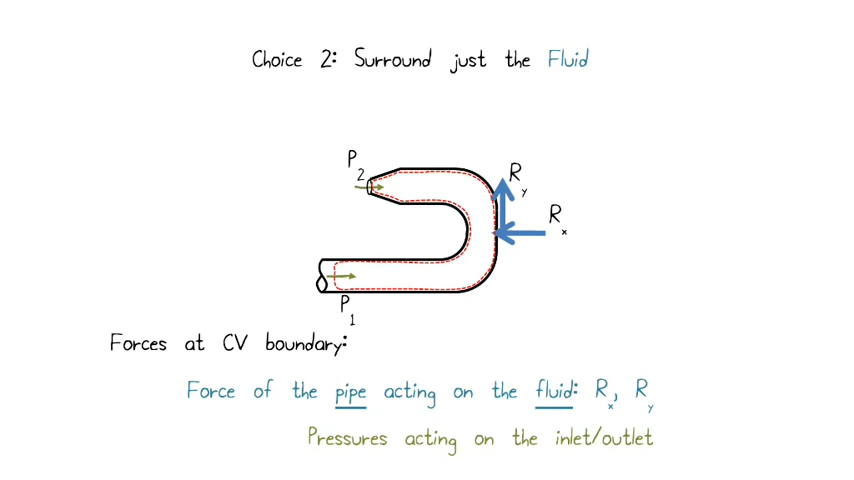 Choice 2: Surround just the Fluid
P2
Ry
Rx
P1
Forces at CV boundary:
Force of the pipe acting on the fluid: Rx, Ry
Pressures acting on the inlet/outlet